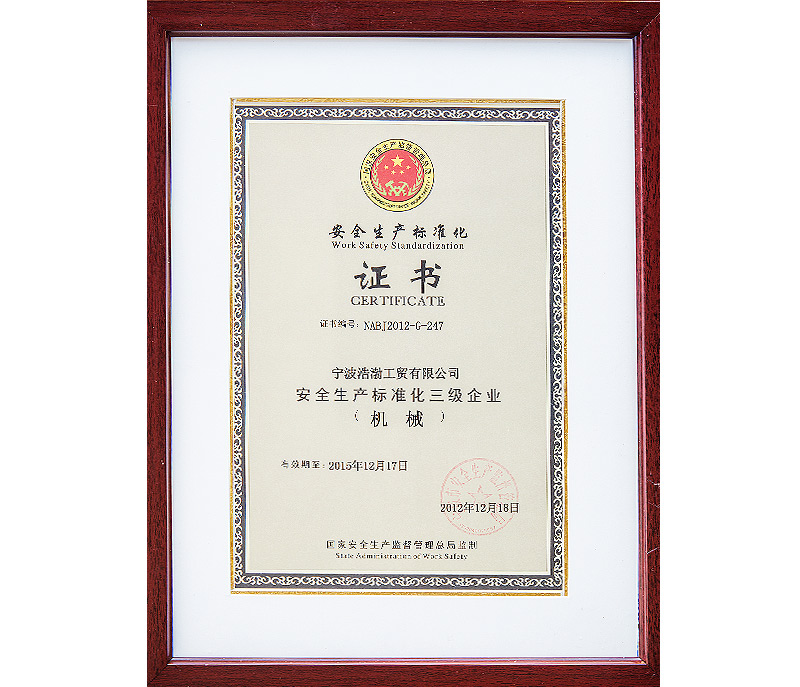 安全生产标准化
Work Safety Standardization
证书
CERTIFICATE
证书编号: NABJ2012-G-247
宁波浩渤工贸有限公司
安全生产标准化三级企业
（机 械）
有效期至: 2015年12月17日
2012年12月18日
国家安全生产监督管理总局监制
State Administration of Work Safety